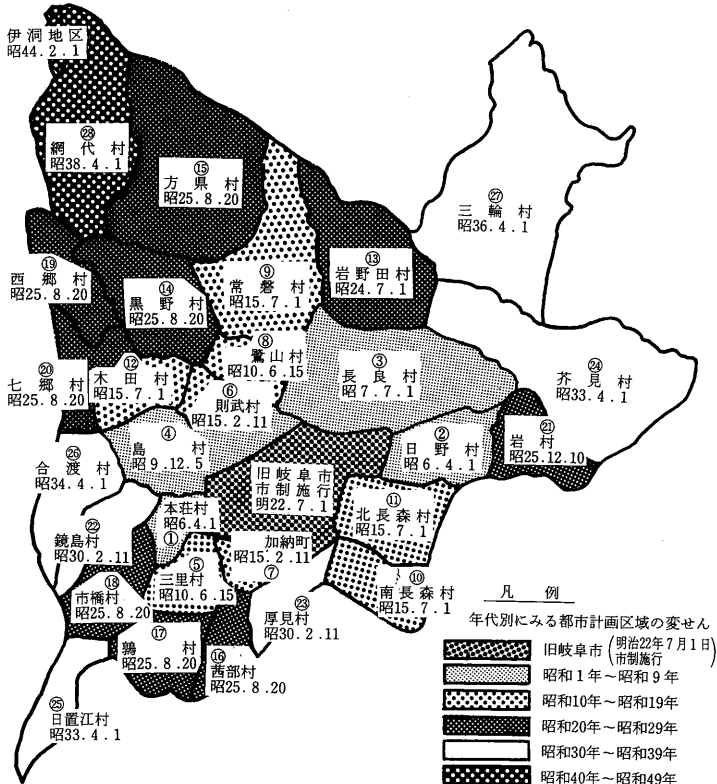 伊洞地区
昭44.2.1
㉘
網代村
昭38.4.1
⑮
方県村
昭25.8.20
㉗
三輪村
昭36.4.1
⑲
西郷村
昭25.8.20
⑭
黒野村
昭25.8.20
⑨
常磐村
昭15.7.1
⑬
岩野田村
昭24.7.1
⑧
鷺山村
昭10.6.15
③
長良村
昭7.7.1
㉔
芥見村
昭33.4.1
⑳
七郷村
昭25.8.20
⑫
木田村
昭15.7.1
⑥
則武村
昭15.2.11
④
島村
昭9.12.5
②
日野村
昭6.4.1
㉑
岩村
昭25.12.10
㉖
合渡村
昭34.4.1
旧岐阜市
市制施行
明22.7.1
⑪
北長森村
昭15.7.1
本荘村
昭6.4.1
①
㉒
鏡島村
昭30.2.11
加納町
昭15.2.11
⑦
⑤
三里村
昭10.6.15
⑩
南長森村
昭15.7.1
⑱
市橋村
昭25.8.20
㉓
厚見村
昭30.2.11
⑰
鶉村
昭25.8.20
⑯
茜部村
昭25.8.20
㉕
日置江村
昭33.4.1
凡例
年代別にみる都市計画区域の変せん
旧岐阜市(明治22年7月1日
市制施行)
昭和1年~昭和9年
昭和10年~昭和19年
昭和20年~昭和29年
昭和30年~昭和39年
昭和40年~昭和49年